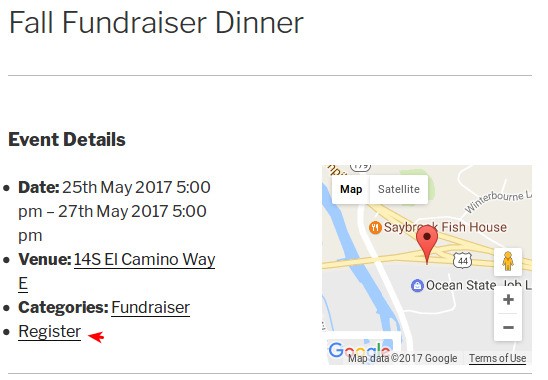 Fall Fundraiser Dinner
Event Details
Date: 25th May 2017 5:00
pm – 27th May 2017 5:00
pm
Venue: 14S El Camino Way
E
Categories: Fundraiser
Register
179
Map Satellite
Winterbourne L
Saybrook Fish House
44
Ocean State Job L
+
−
Google
Map data ©2017 Google Terms of Use